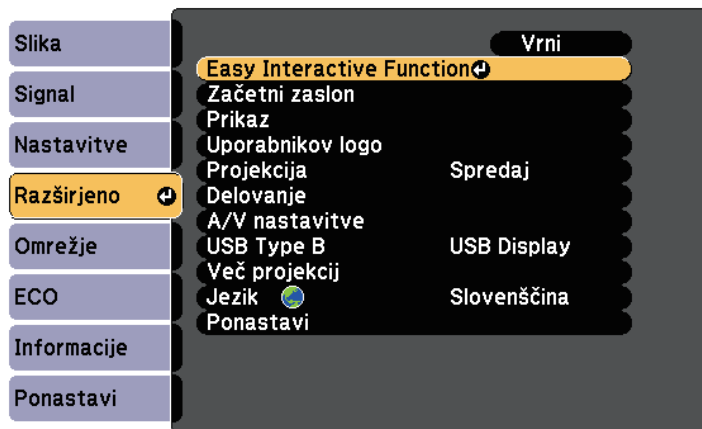 Slika
Signal
Nastavitve
Razširjeno
Omrežje
ECO
Informacije
Ponastavi
Vrni
Easy Interactive Function
Začetni zaslon
Prikaz
Uporabnikov logo
Projekcija Spredaj
Delovanje
A/V nastavitve
USB Type B USB Display
Več projekcij
Jezik Slovenščina
Ponastavi